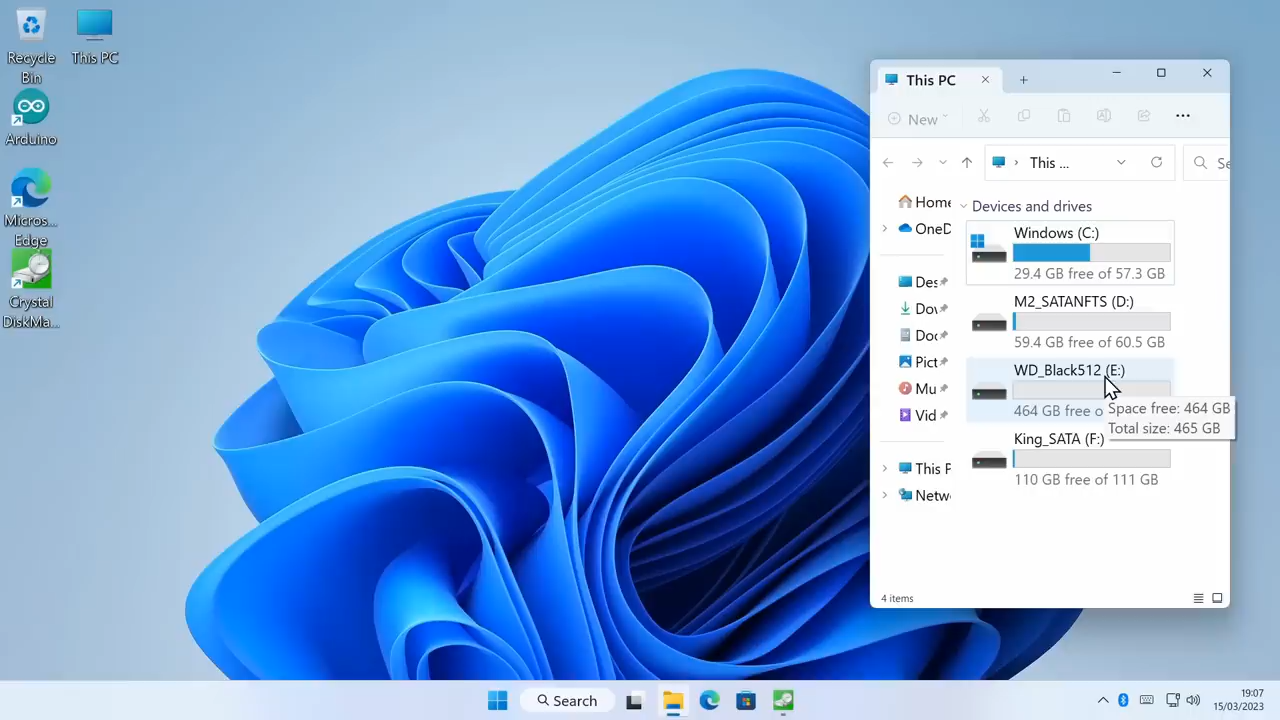 Recycle
Bin
This PC
Arduino
Micros...
Edge
Crystal
DiskMa...
This PC
New
This ...
Se
Home
OneD
Des
Dov
Doc
Pict
Mu
Vid
This P
Netw
Devices and drives
Windows (C:)
29.4 GB free of 57.3 GB
M2_SATANFTS (D:)
59.4 GB free of 60.5 GB
WD_Black512 (E:)
464 GB free o
Space free: 464 GB
Total size: 465 GB
King_SATA (F:)
110 GB free of 111 GB
4 items
Search
19:07
15/03/2023